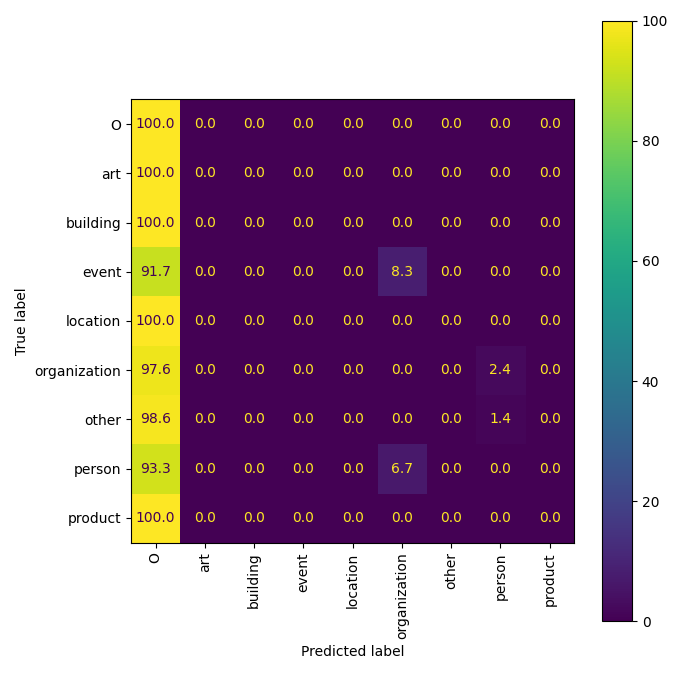 100
O 100.0 0.0 0.0 0.0 0.0 0.0 0.0 0.0 0.0
art 100.0 0.0 0.0 0.0 0.0 0.0 0.0 0.0 0.0
80
building 100.0 0.0 0.0 0.0 0.0 0.0 0.0 0.0 0.0
event 91.7 0.0 0.0 0.0 0.0 8.3 0.0 0.0 0.0
60
location 100.0 0.0 0.0 0.0 0.0 0.0 0.0 0.0 0.0
True label
organization 97.6 0.0 0.0 0.0 0.0 0.0 0.0 2.4 0.0
40
other 98.6 0.0 0.0 0.0 0.0 0.0 0.0 1.4 0.0
person 93.3 0.0 0.0 0.0 0.0 6.7 0.0 0.0 0.0
20
product 100.0 0.0 0.0 0.0 0.0 0.0 0.0 0.0 0.0
O art building event location organization other person product
0
Predicted label